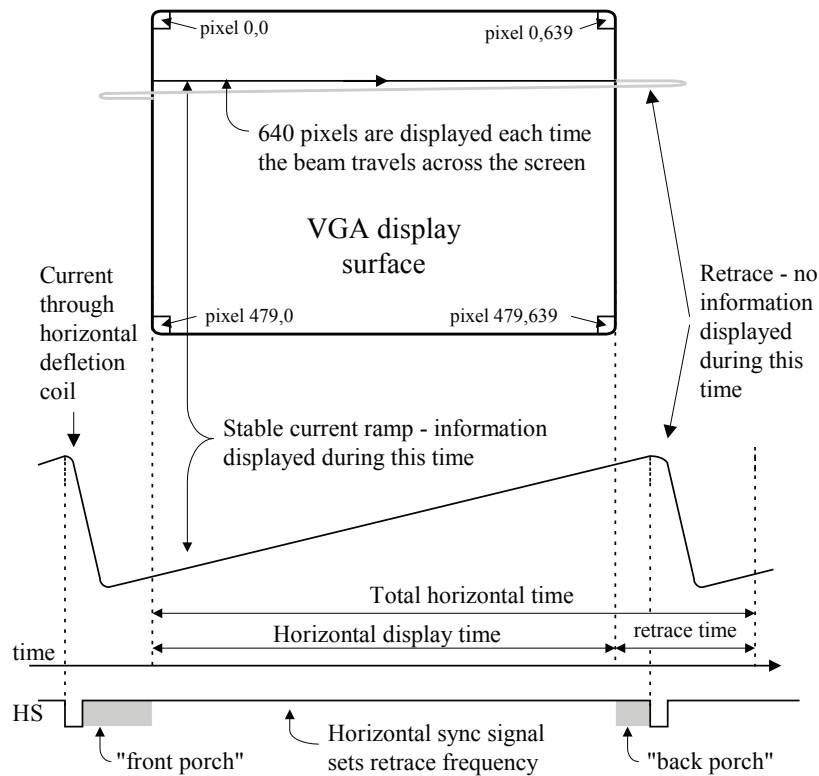 pixel 0,0
pixel 0,639
640 pixels are displayed each time
the beam travels across the screen
VGA display
surface
pixel 479,0
pixel 479,639
Current
through
horizontal
defletion
coil
Retrace - no
information
displayed
during this
time
Stable current ramp - information
displayed during this time
Total horizontal time
Horizontal display time
retrace time
time
HS
"front porch"
Horizontal sync signal
sets retrace frequency
"back porch"